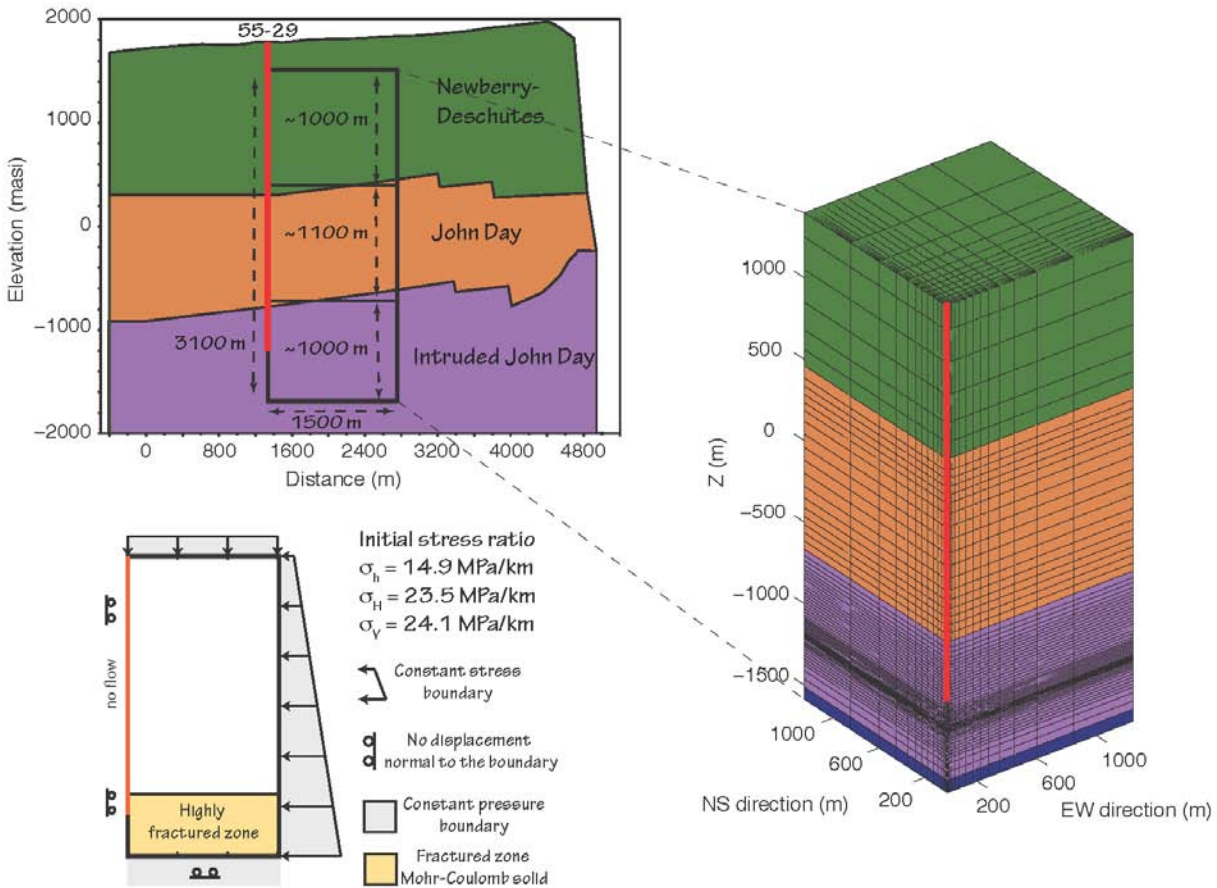 2000
1000
0
−1000
−2000
Elevation (masl)
55-29
Newberry-
Deschutes
~1000 m
~1100 m
John Day
3100 m
~1000 m
Intruded John Day
1500 m
0 800 1600 2400 3200 4000 4800
Distance (m)
1000
500
0
−500
−1000
−1500
Z (m)
1000
600
200
NS direction (m)
200
600
1000
EW direction (m)
no flow
Highly
fractured zone
Initial stress ratio
σh = 14.9 MPa/km
σH = 23.5 MPa/km
σV = 24.1 MPa/km
Constant stress
boundary
No displacement
normal to the boundary
Constant pressure
boundary
Fractured zone
Mohr-Coulomb solid